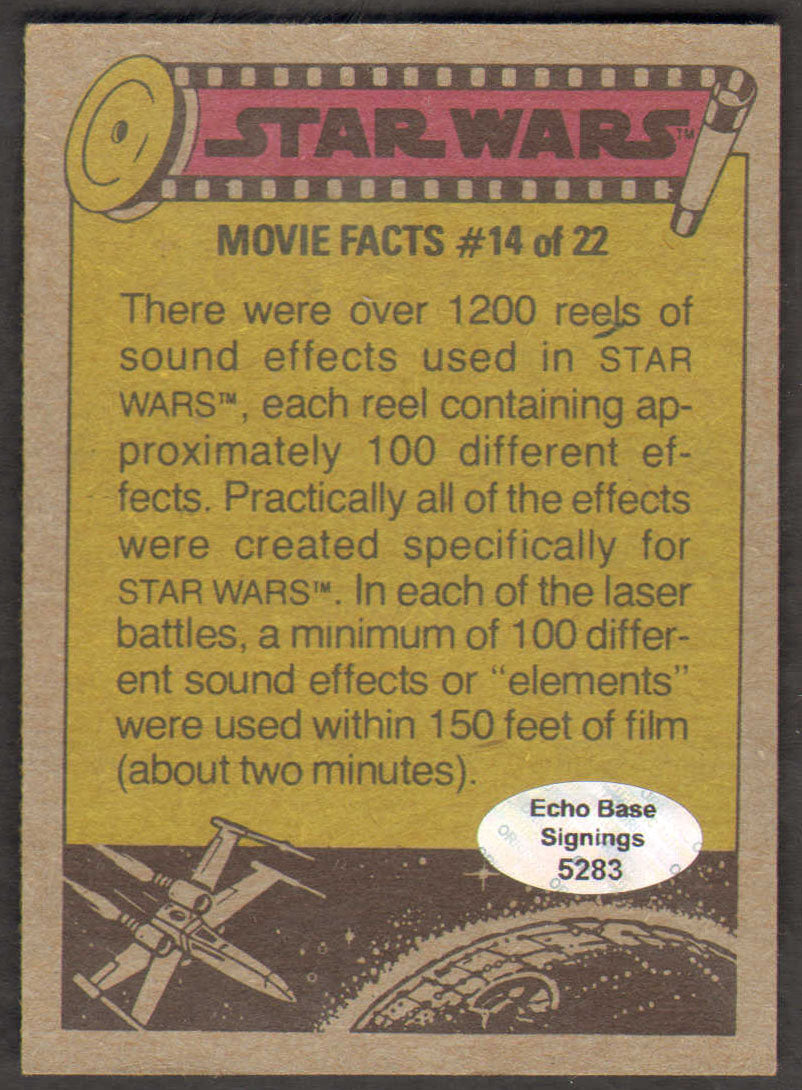 STAR WARS™
MOVIE FACTS #14 of 22
There were over 1200 reels of
sound effects used in STAR
WARS™, each reel containing ap-
proximately 100 different ef-
fects. Practically all of the effects
were created specifically for
STAR WARS™. In each of the laser
battles, a minimum of 100 differ-
ent sound effects or “elements”
were used within 150 feet of film
(about two minutes).
Echo Base
Signings
5283